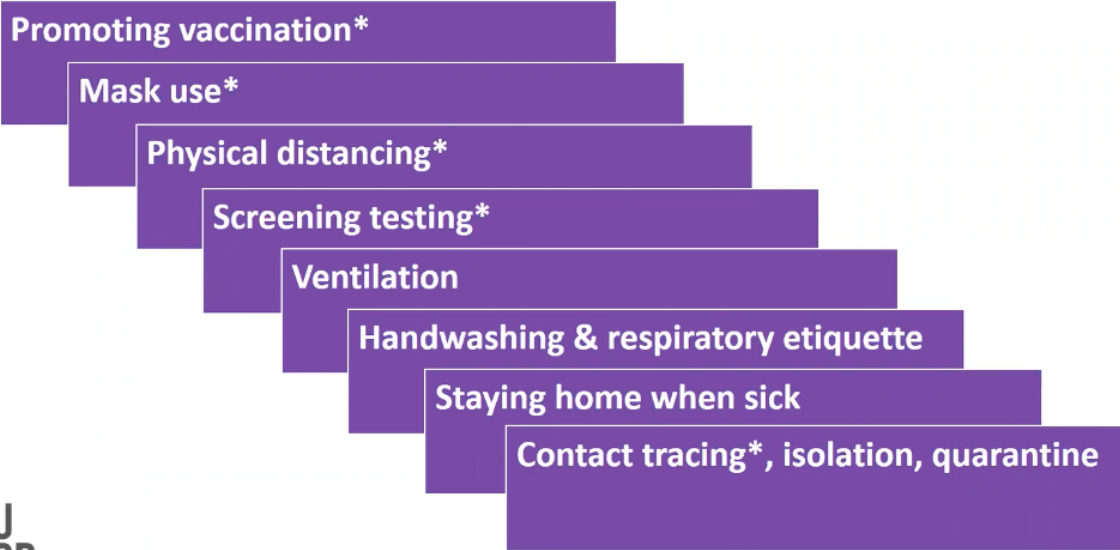 Promoting vaccination*
Mask use*
Physical distancing*
Screening testing*
Ventilation
Handwashing & respiratory etiquette
Staying home when sick
Contact tracing*, isolation, quarantine